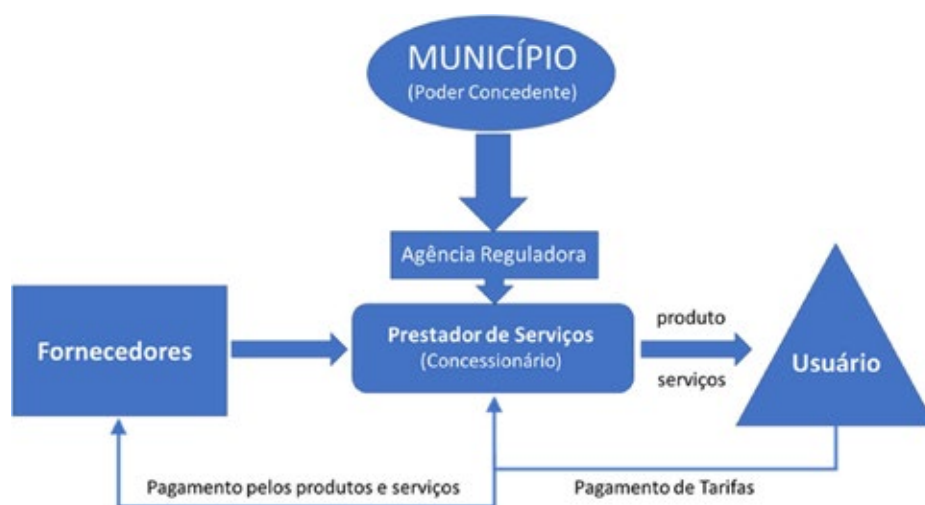 MUNICÍPIO
(Poder Concedente)
Agência Reguladora
Fornecedores
Prestador de Serviços
(Concessionário)
produto
serviços
Usuário
Pagamento pelos produtos e serviços
Pagamento de Tarifas